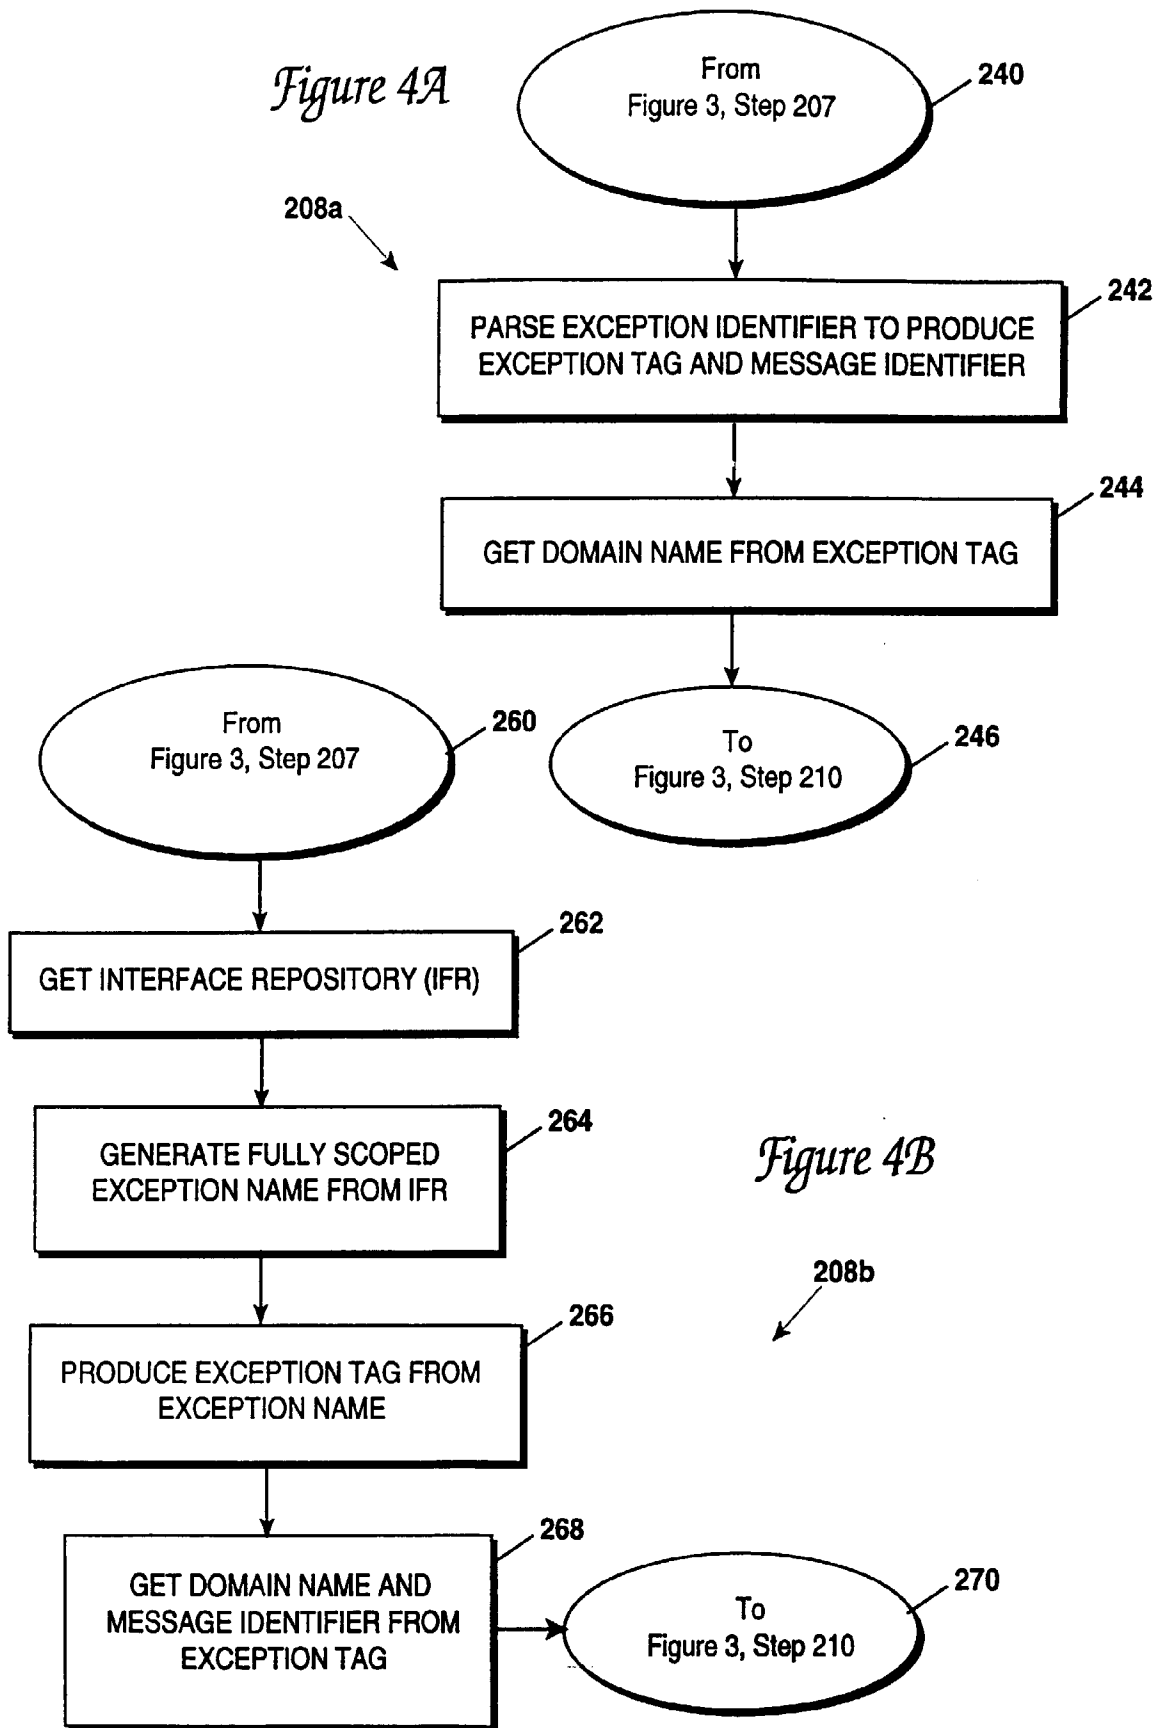 Figure 4A
From
Figure 3, Step 207
240
208a
242
PARSE EXCEPTION IDENTIFIER TO PRODUCE
EXCEPTION TAG AND MESSAGE IDENTIFIER
244
GET DOMAIN NAME FROM EXCEPTION TAG
To
Figure 3, Step 210
246
From
Figure 3, Step 207
260
262
GET INTERFACE REPOSITORY (IFR)
264
GENERATE FULLY SCOPED
EXCEPTION NAME FROM IFR
Figure 4B
208b
266
PRODUCE EXCEPTION TAG FROM
EXCEPTION NAME
268
GET DOMAIN NAME AND
MESSAGE IDENTIFIER FROM
EXCEPTION TAG
To
Figure 3, Step 210
270